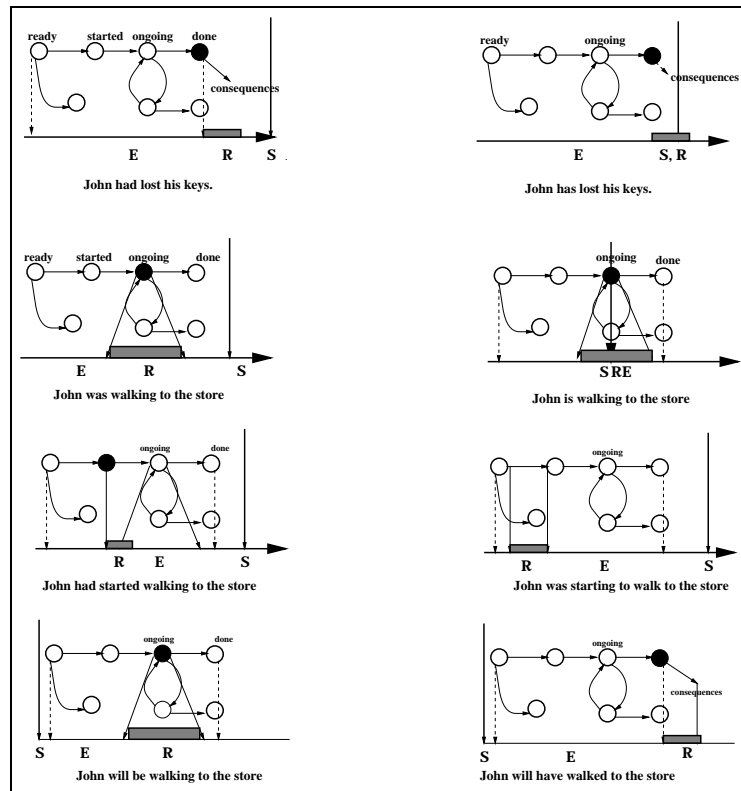 ready started ongoing done
consequences
E R S
John had lost his keys.
ready ongoing
consequences
E S, R
John has lost his keys.
ready started ongoing done
E R S
John was walking to the store
ongoing done
S RE
John is walking to the store
ongoing done
R E S
John had started walking to the store
ongoing
R E S
John was starting to walk to the store
ongoing done
S E R
John will be walking to the store
ongoing
consequences
S E R
John will have walked to the store